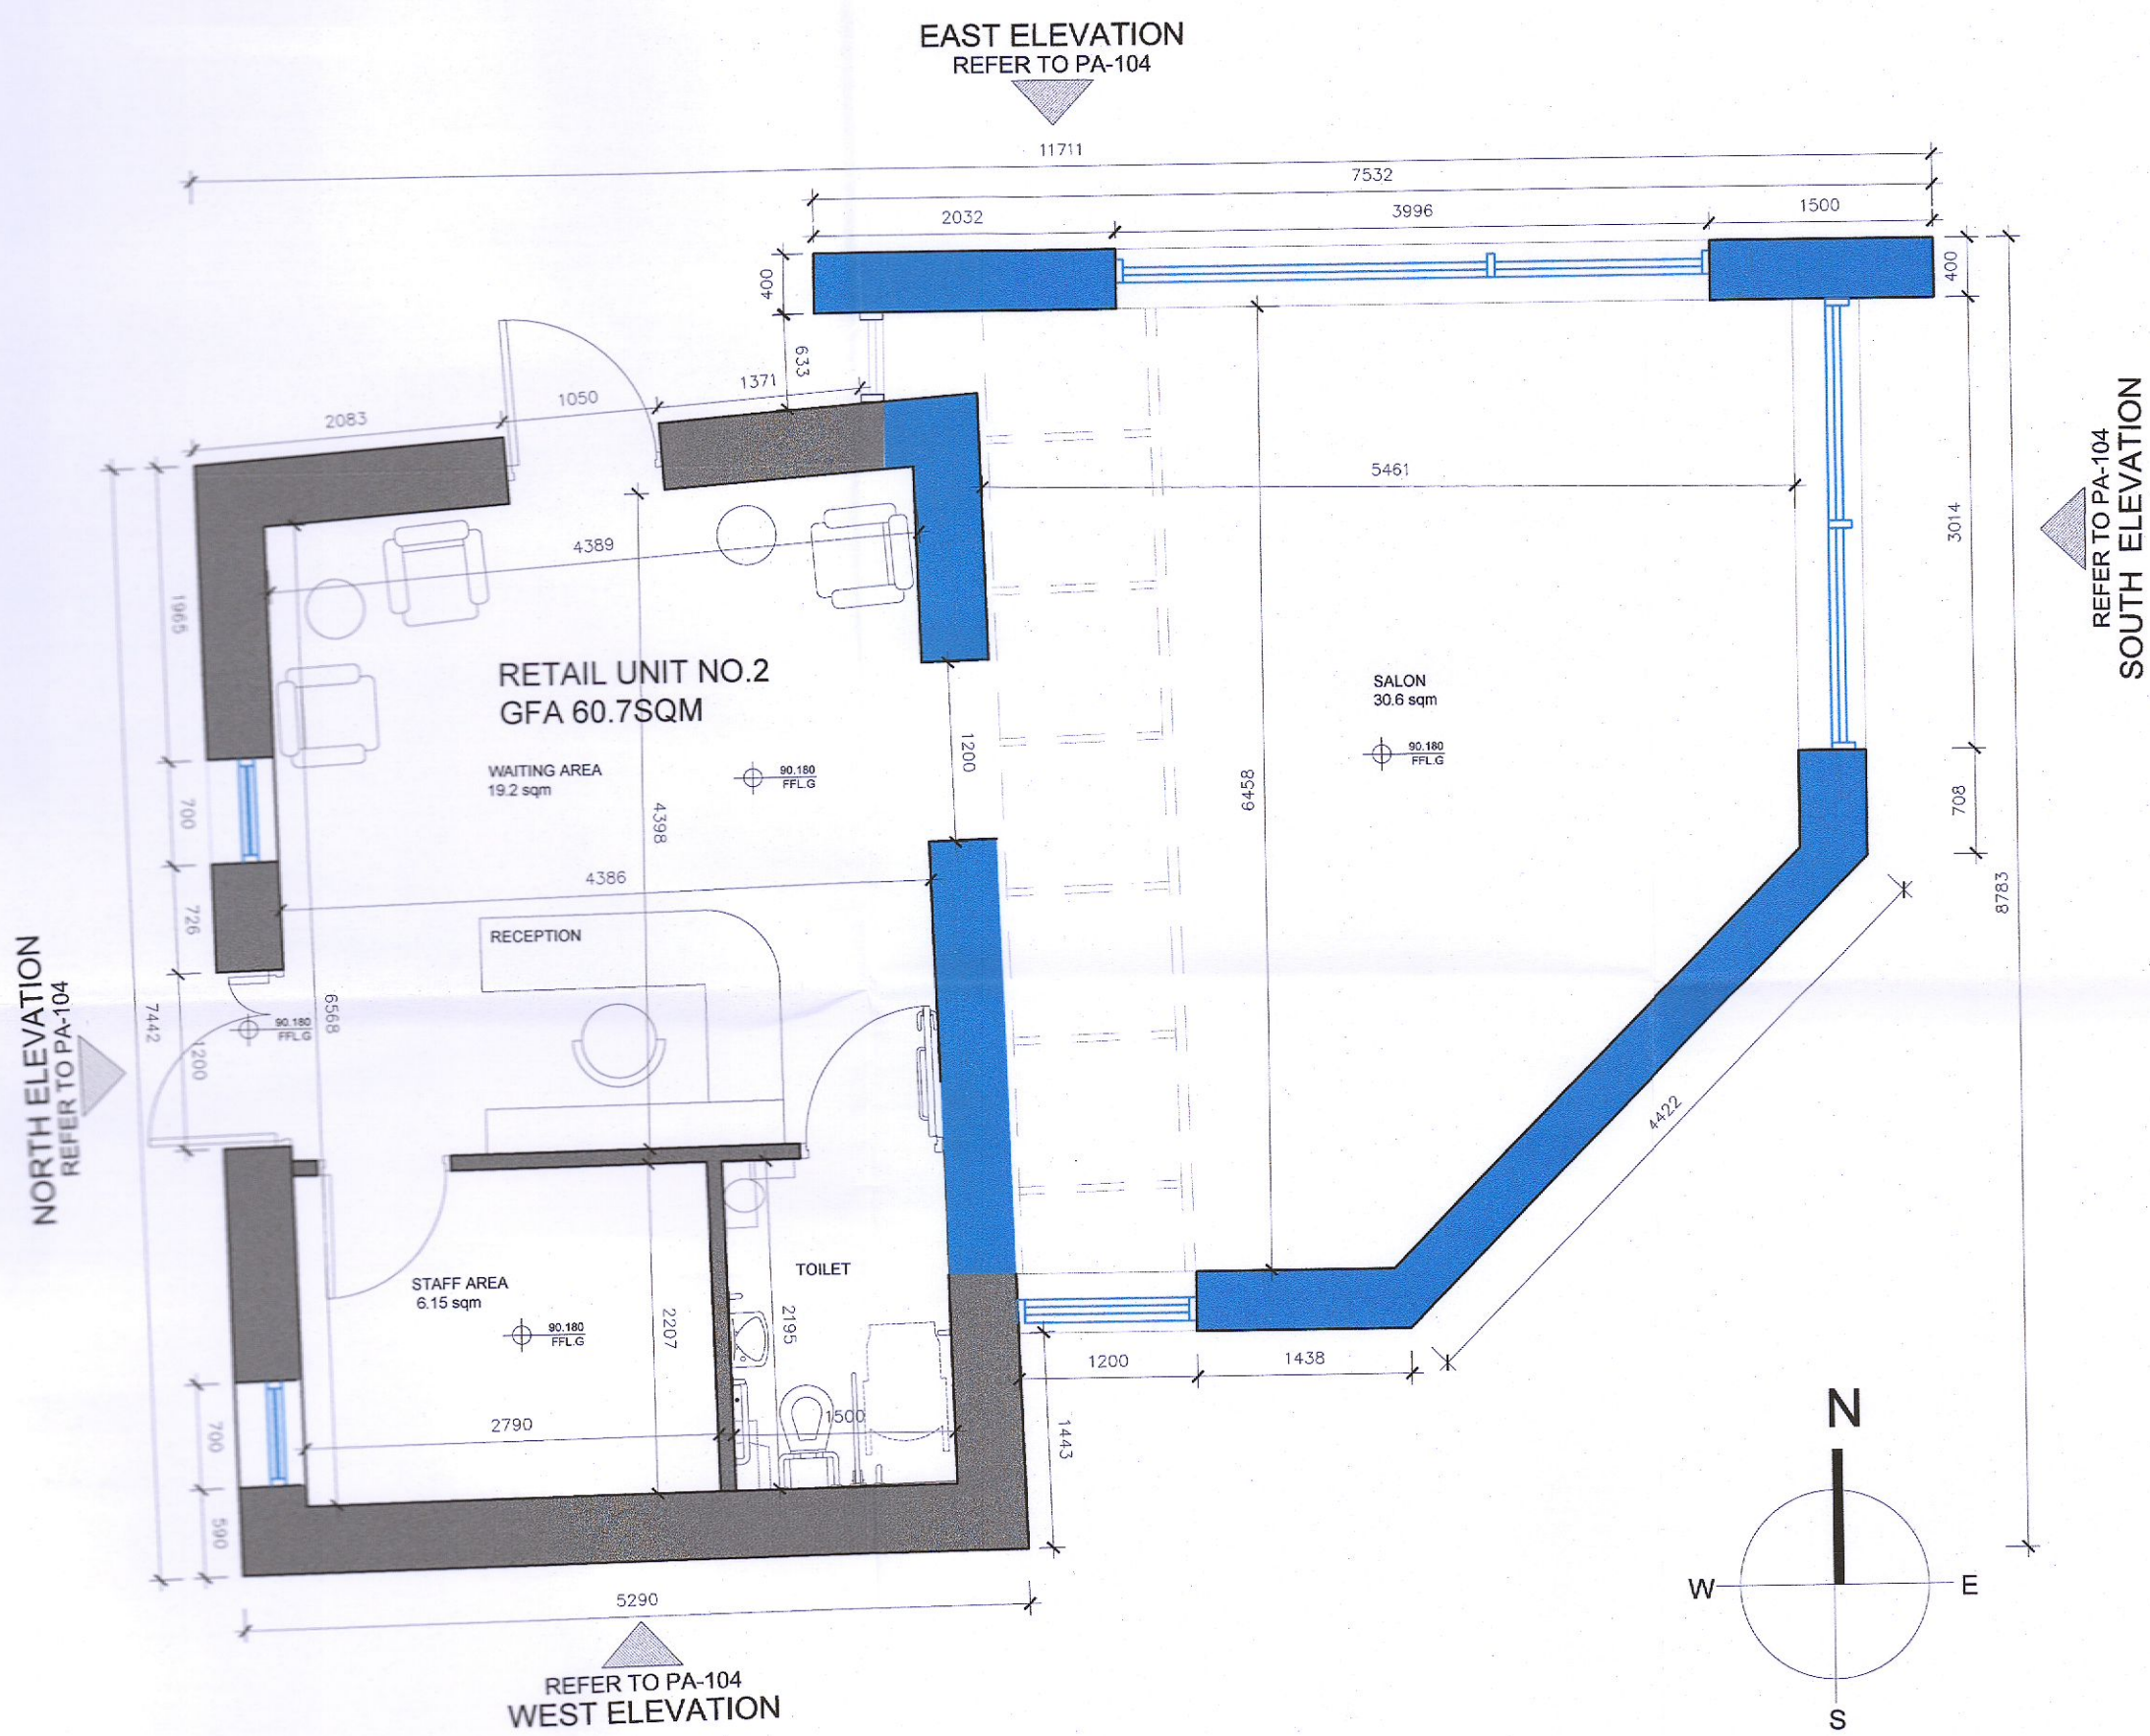 EAST ELEVATION
REFER TO PA-104
11711
7532
2032
3996
1500
400
400
633
1371
1050
2083
5461
3014
REFER TO PA-104
SOUTH ELEVATION
4389
1965
RETAIL UNIT NO.2
GFA 60.7SQM
SALON
30.6 sqm
WAITING AREA
19.2 sqm
90.180
FFL.G
90.180
FFL.G
1200
6458
700
4398
708
4386
8783
726
RECEPTION
NORTH ELEVATION
REFER TO PA-104
7442
6568
90.180
FFL.G
1200
4422
STAFF AREA
6.15 sqm
TOILET
90.180
FFL.G
2207
2195
1200
1438
2790
1500
1443
700
590
5290
REFER TO PA-104
WEST ELEVATION
N
W
E
S